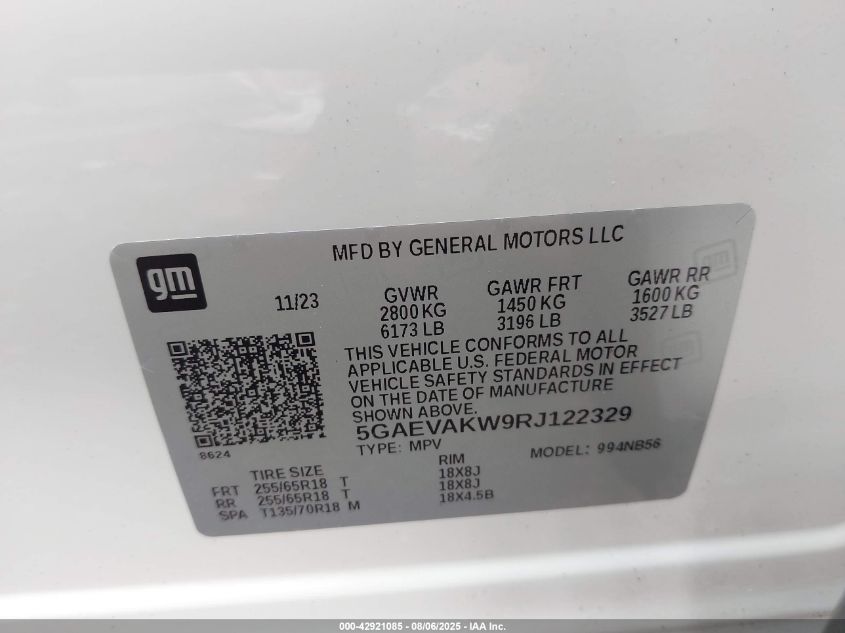 gm
MFD BY GENERAL MOTORS LLC
11/23
GVWR
2800 KG
6173 LB
GAWR FRT
1450 KG
3196 LB
GAWR RR
1600 KG
3527 LB
THIS VEHICLE CONFORMS TO ALL
APPLICABLE U.S. FEDERAL MOTOR
VEHICLE SAFETY STANDARDS IN EFFECT
ON THE DATE OF MANUFACTURE
SHOWN ABOVE.
5GAEVAKW9RJ122329
8624
TYPE: MPV
MODEL: 994NB56
TIRE SIZE RIM
FRT 255/65R18 T 18X8J
RR 255/65R18 T 18X8J
SPA T135/70R18 M 18X4.5B
000-42921085 - 08/06/2025 - IAA Inc.